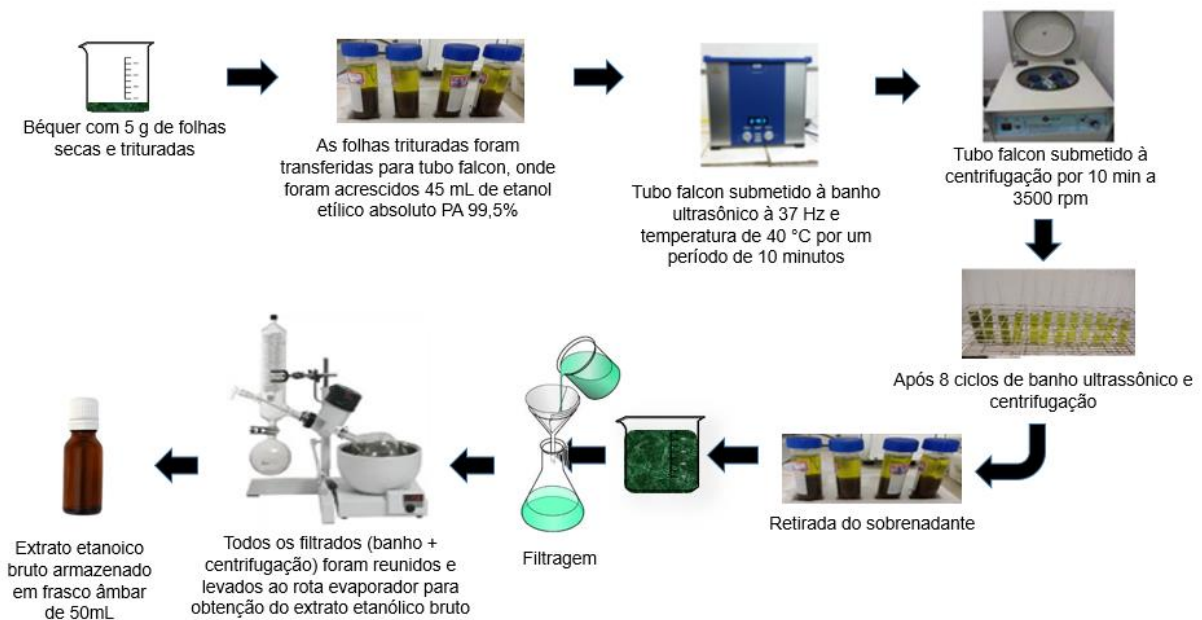 Béquer com 5 g de folhas
secas e trituradas
As folhas trituradas foram
transferidas para tubo falcon, onde
foram acrescidos 45 mL de etanol
etílico absoluto PA 99,5%
Tubo falcon submetido à banho
ultrasônico à 37 Hz e
temperatura de 40 °C por um
período de 10 minutos
Tubo falcon submetido à
centrifugação por 10 min a
3500 rpm
Após 8 ciclos de banho ultrassônico e
centrifugação
Retirada do sobrenadante
Filtragem
Todos os filtrados (banho +
centrifugação) foram reunidos e
levados ao rota evaporador para
obtenção do extrato etanólico bruto
Extrato etanoico
bruto armazenado
em frasco âmbar
de 50mL